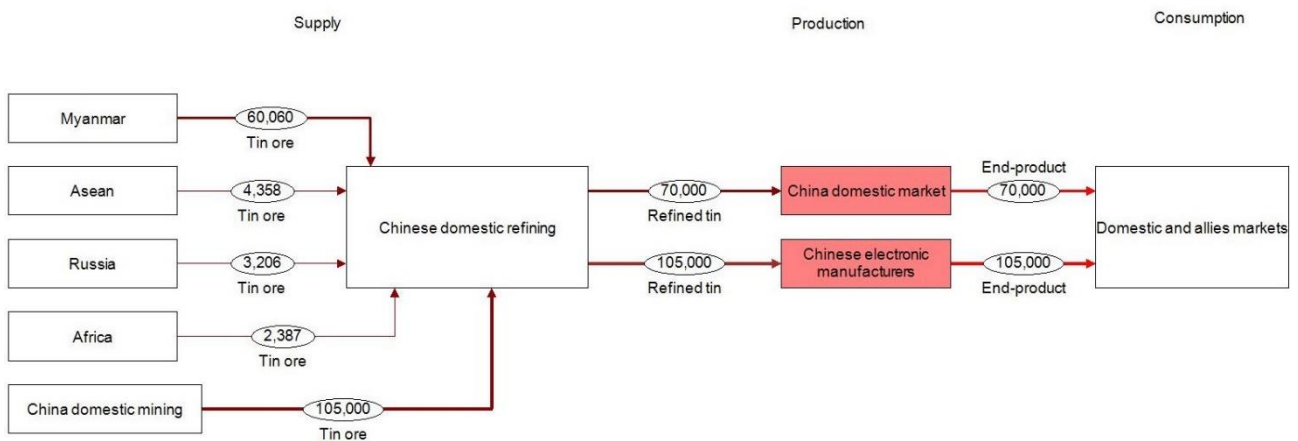 Supply
Production
Consumption
Myanmar
60,060
Tin ore
Asean
4,358
Tin ore
Russia
3,206
Tin ore
Africa
2,387
Tin ore
China domestic mining
105,000
Tin ore
Chinese domestic refining
70,000
Refined tin
105,000
Refined tin
China domestic market
Chinese electronic
manufacturers
End-product
70,000
105,000
End-product
Domestic and allies markets